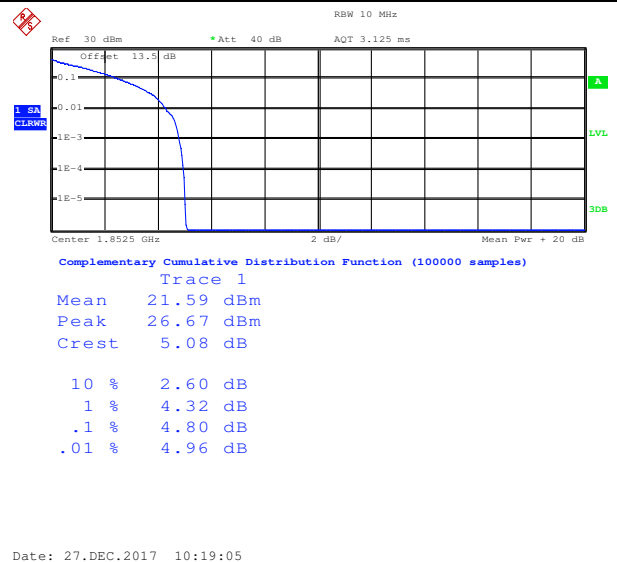 R S
RBW 10 MHz
Ref 30 dBm *Att 40 dB AQT 3.125 ms
Offset 13.5 dB
0.1
A
1 SA
0.01
CLRWR
1E-3
LVL
1E-4
1E-5
3DB
Center 1.8525 GHz 2 dB/ Mean Pwr + 20 dB
Complementary Cumulative Distribution Function (100000 samples)
Trace 1
Mean 21.59 dBm
Peak 26.67 dBm
Crest 5.08 dB
10 % 2.60 dB
1 % 4.32 dB
.1 % 4.80 dB
.01 % 4.96 dB
Date: 27.DEC.2017 10:19:05